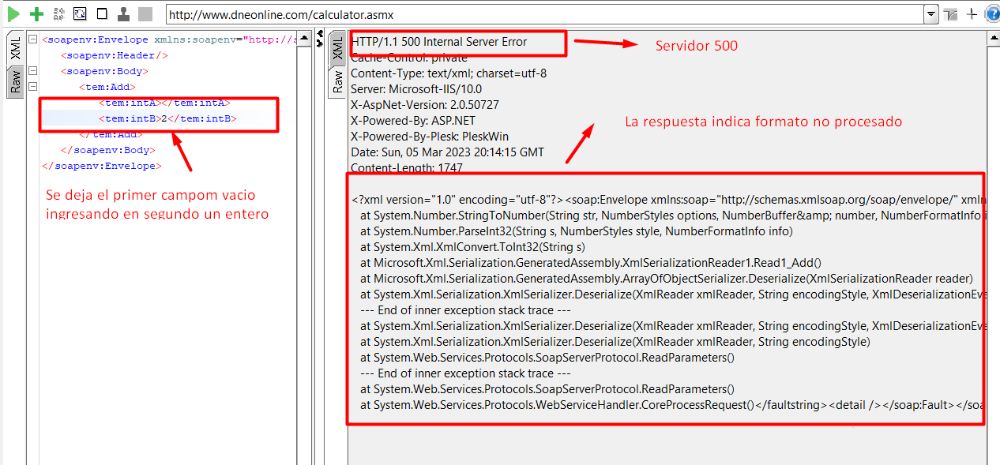 http://www.dneonline.com/calculator.asmx
XML
Raw
<soapenv:Envelope xmlns:soapenv="http://s
<soapenv:Header/>
<soapenv:Body>
<tem:Add>
<tem:intA></tem:intA>
<tem:intB>2</tem:intB>
</tem:Add>
</soapenv:Body>
</soapenv:Envelope>
Se deja el primer campom vacio
ingresando en segundo un entero
XML
Raw
HTTP/1.1 500 Internal Server Error
Servidor 500
Cache-Control: private
Content-Type: text/xml; charset=utf-8
Server: Microsoft-IIS/10.0
X-AspNet-Version: 2.0.50727
X-Powered-By: ASP.NET
La respuesta indica formato no procesado
X-Powered-By-Plesk: PleskWin
Date: Sun, 05 Mar 2023 20:14:15 GMT
Content-Length: 1747
<?xml version="1.0" encoding="utf-8"?><soap:Envelope xmlns:soap="http://schemas.xmlsoap.org/soap/envelope/" xmln
at System.Number.StringToNumber(String str, NumberStyles options, NumberBuffer&amp; number, NumberFormatInfo i
at System.Number.ParseInt32(String s, NumberStyles style, NumberFormatInfo info)
at System.Xml.XmlConvert.ToInt32(String s)
at Microsoft.Xml.Serialization.GeneratedAssembly.XmlSerializationReader1.Read1_Add()
at Microsoft.Xml.Serialization.GeneratedAssembly.ArrayOfObjectSerializer.Deserialize(XmlSerializationReader reader)
at System.Xml.Serialization.XmlSerializer.Deserialize(XmlReader xmlReader, String encodingStyle, XmlDeserializationEve
--- End of inner exception stack trace ---
at System.Xml.Serialization.XmlSerializer.Deserialize(XmlReader xmlReader, String encodingStyle, XmlDeserializationEve
at System.Xml.Serialization.XmlSerializer.Deserialize(XmlReader xmlReader, String encodingStyle)
at System.Web.Services.Protocols.SoapServerProtocol.ReadParameters()
--- End of inner exception stack trace ---
at System.Web.Services.Protocols.SoapServerProtocol.ReadParameters()
at System.Web.Services.Protocols.WebServiceHandler.CoreProcessRequest()</faultstring><detail /></soap:Fault></soa